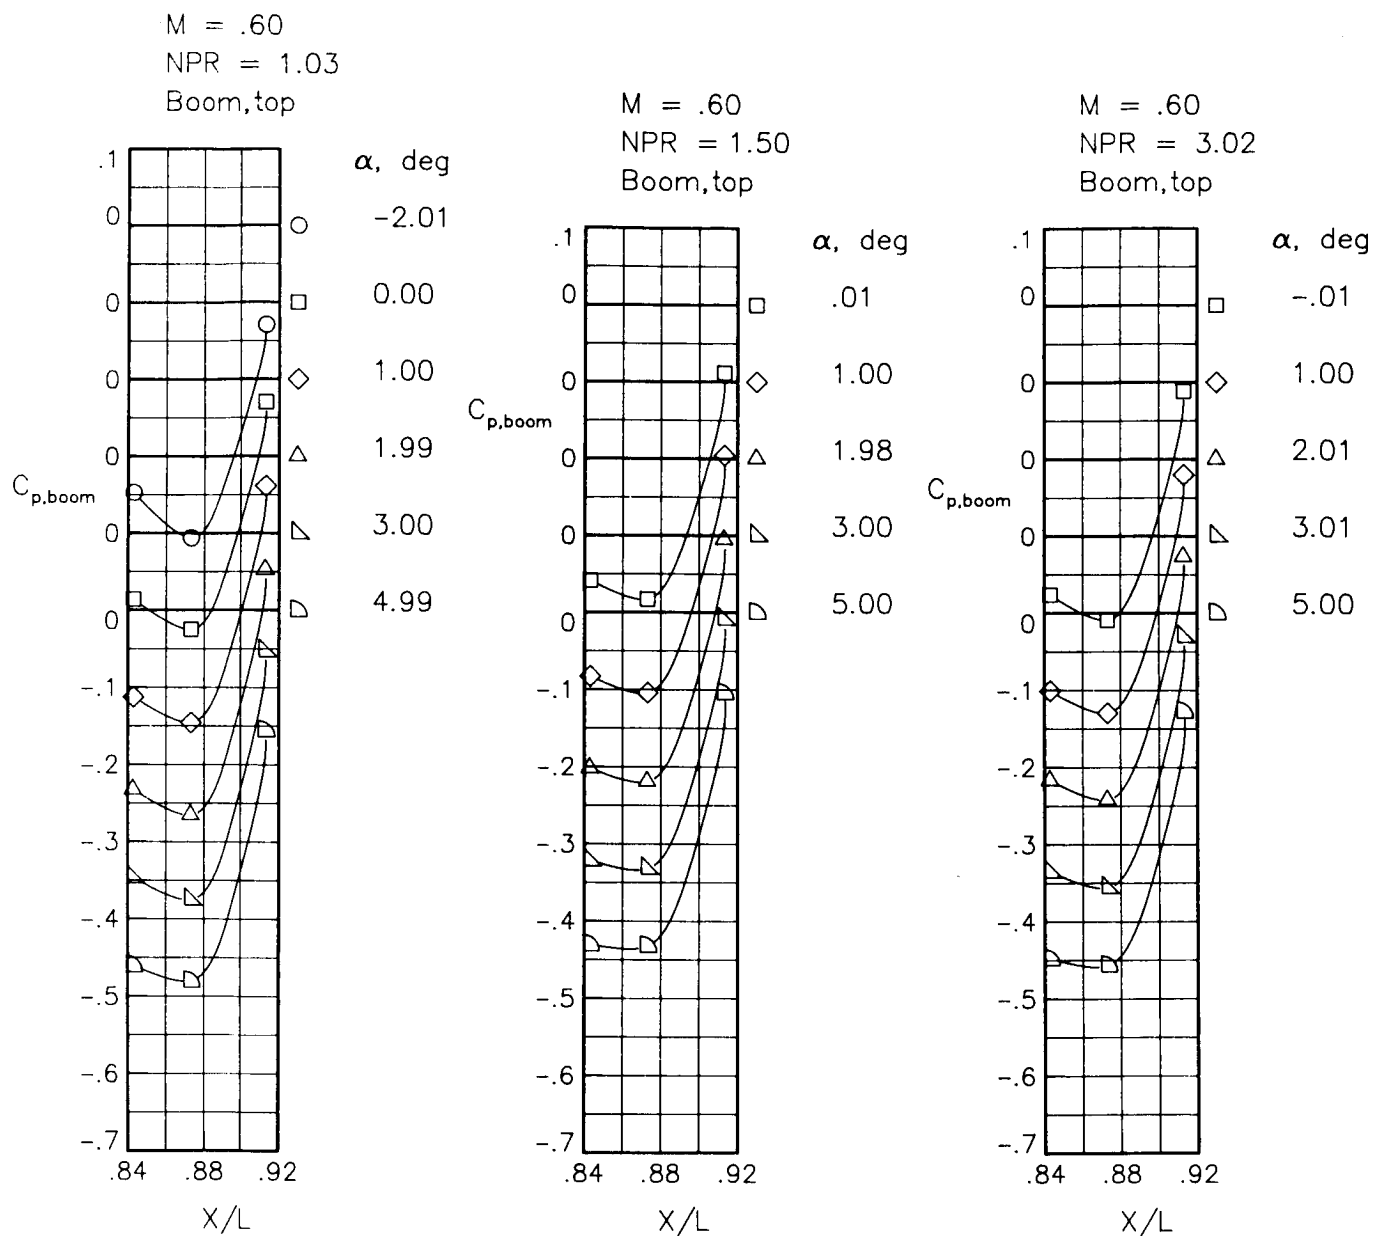 M = .60
NPR = 1.03
Boom,top
α, deg
-2.01
0.00
1.00
1.99
3.00
4.99
.1
0
0
0
0
0
0
-.1
-.2
-.3
-.4
-.5
-.6
-.7
Cp,boom
.84 .88 .92
X/L
M = .60
NPR = 1.50
Boom,top
α, deg
.01
1.00
1.98
3.00
5.00
.1
0
0
0
0
0
-.1
-.2
-.3
-.4
-.5
-.6
-.7
Cp,boom
.84 .88 .92
X/L
M = .60
NPR = 3.02
Boom,top
α, deg
-.01
1.00
2.01
3.01
5.00
.1
0
0
0
0
0
-.1
-.2
-.3
-.4
-.5
-.6
-.7
Cp,boom
.84 .88 .92
X/L